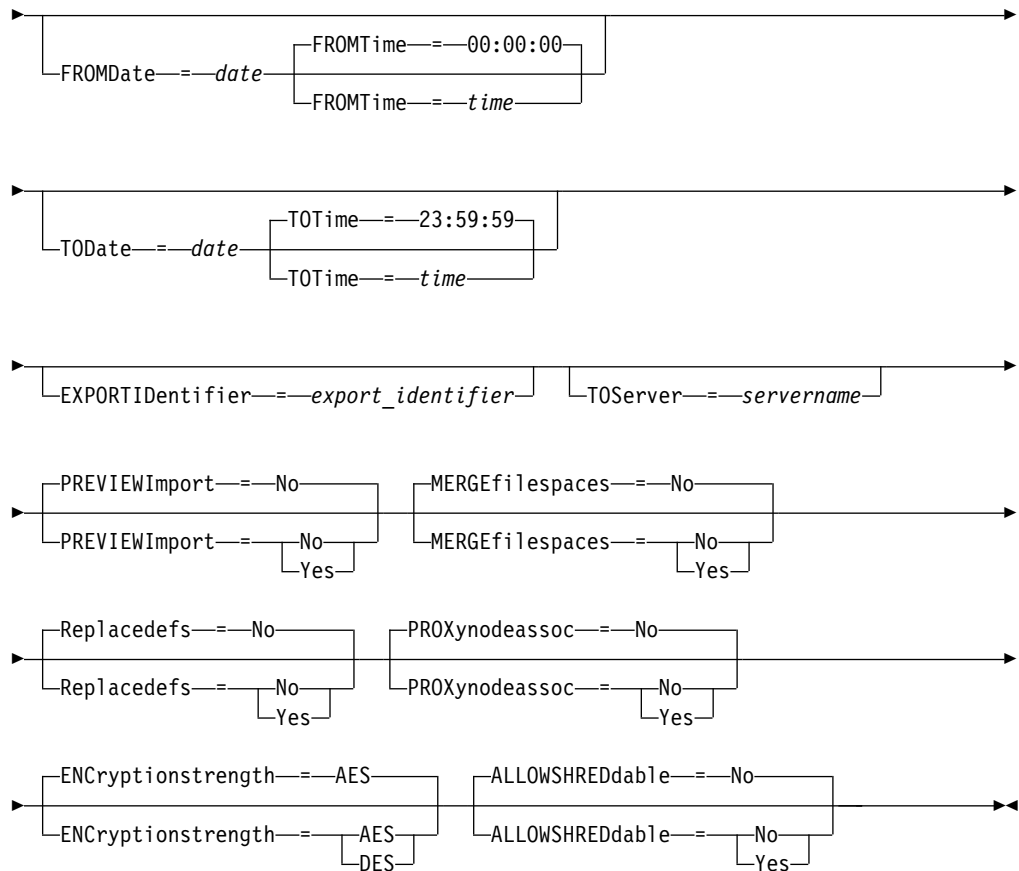 FROMTime = 00:00:00
FROMDate = date
FROMTime = time
TOTime = 23:59:59
TODate = date
TOTime = time
EXPORTIDentifier = export_identifier TOServer = servername
PREVIEWImport = No MERGEfilespaces = No
PREVIEWImport = No MERGEfilespaces = No
Yes Yes
Replacedefs = No PROXynodeassoc = No
Replacedefs = No PROXynodeassoc = No
Yes Yes
ENCryptionstrength = AES ALLOWSHREDdable = No
ENCryptionstrength = AES ALLOWSHREDdable = No
DES Yes